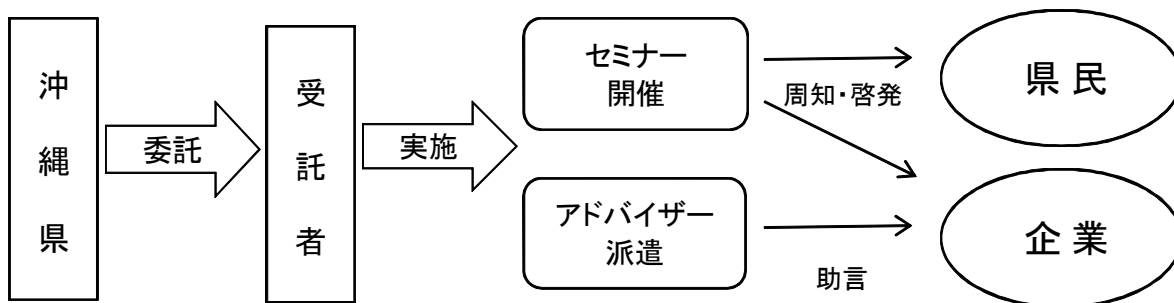 沖縄県
委託
受託者
実施
セミナー
開催
周知・啓発
県民
アドバイザー
派遣
助言
企業